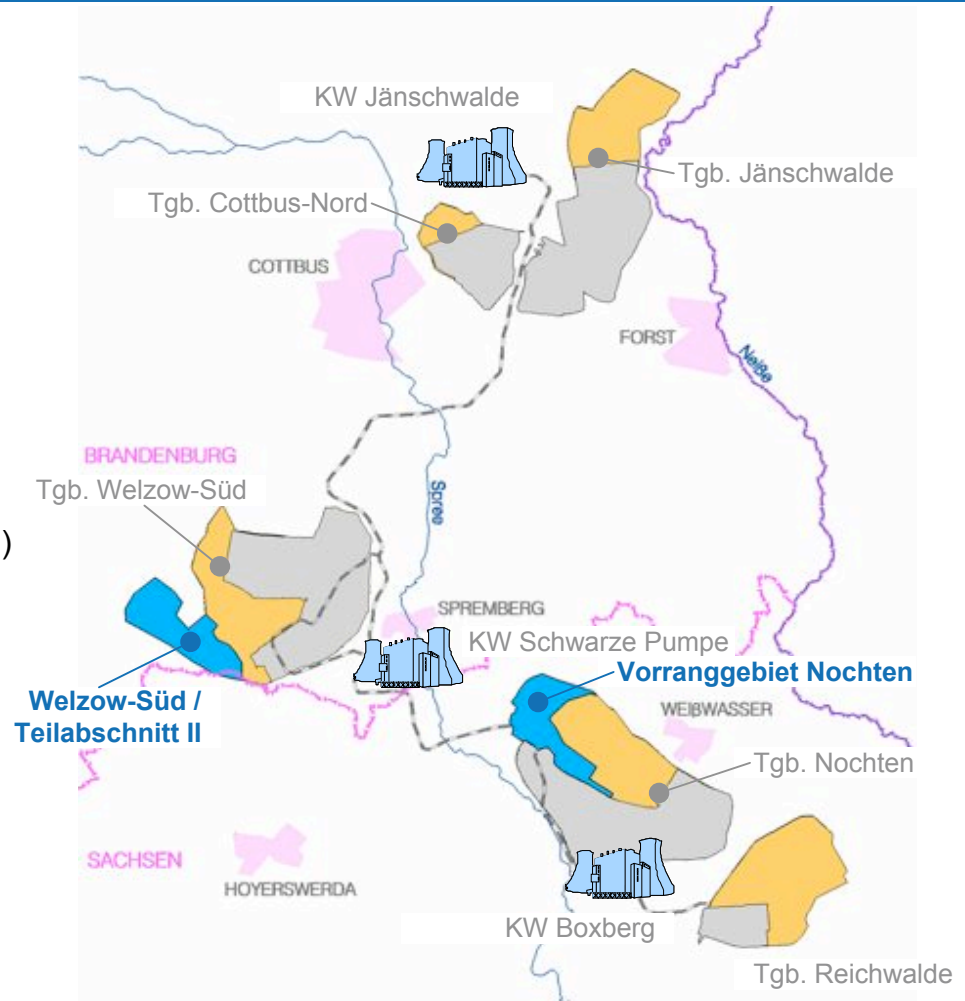 KW Jänschwalde
Tgb. Jänschwalde
Tgb. Cottbus-Nord
COTTBUS
FORST
Neiße
BRANDENBURG
Tgb. Welzow-Süd
Spree
)
SPREMBERG
KW Schwarze Pumpe
Vorranggebiet Nochten
Welzow-Süd /
Teilabschnitt II
WEIßWASSER
Tgb. Nochten
SACHSEN
HOYERSWERDA
KW Boxberg
Tgb. Reichwalde